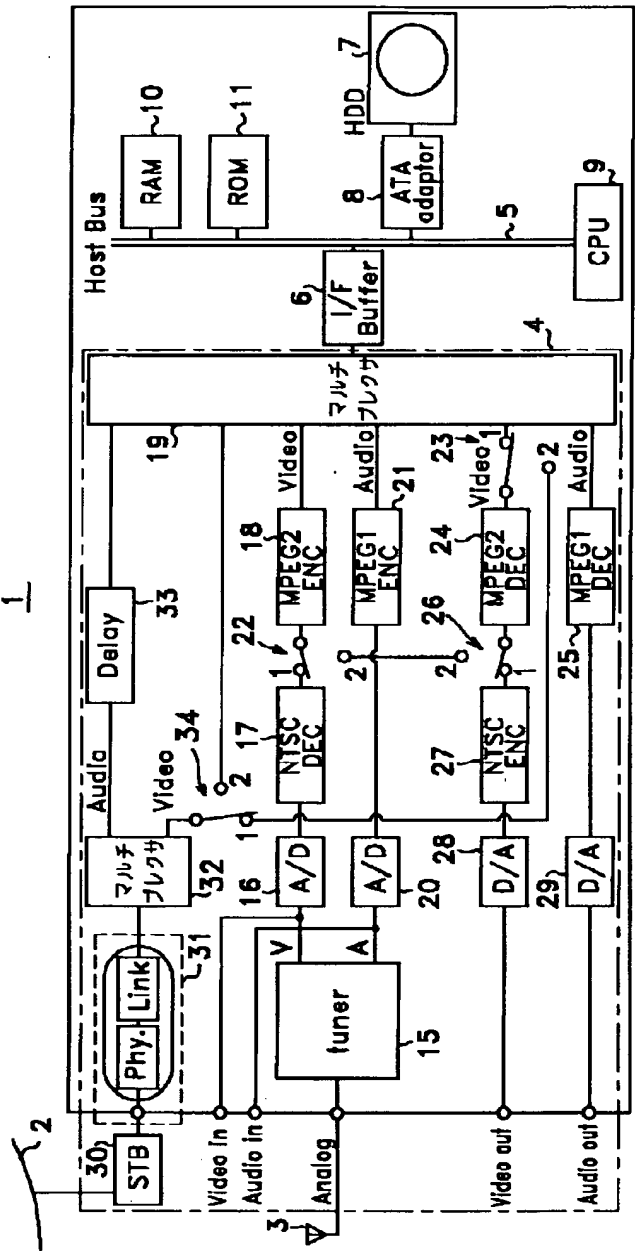 1
2
30
STB
31
Phy.
Link
マルチ
プレクサ
32
Audio
Delay
33
Video
34
1
2
19
マルチ
プレクサ
4
Video in
Audio in
V
A
Analog
3
tuner
15
16
A/D
17
NTSC
DEC
22
1
2
18
MPEG2
ENC
Video
20
A/D
21
MPEG1
ENC
Audio
Video out
28
D/A
27
NTSC
ENC
26
1
2
24
MPEG2
DEC
23
Video
1
2
Audio out
29
D/A
25
MPEG1
DEC
Audio
6
I/F
Buffer
Host Bus
5
RAM
10
ROM
11
8
ATA
adaptor
HDD
7
CPU
9